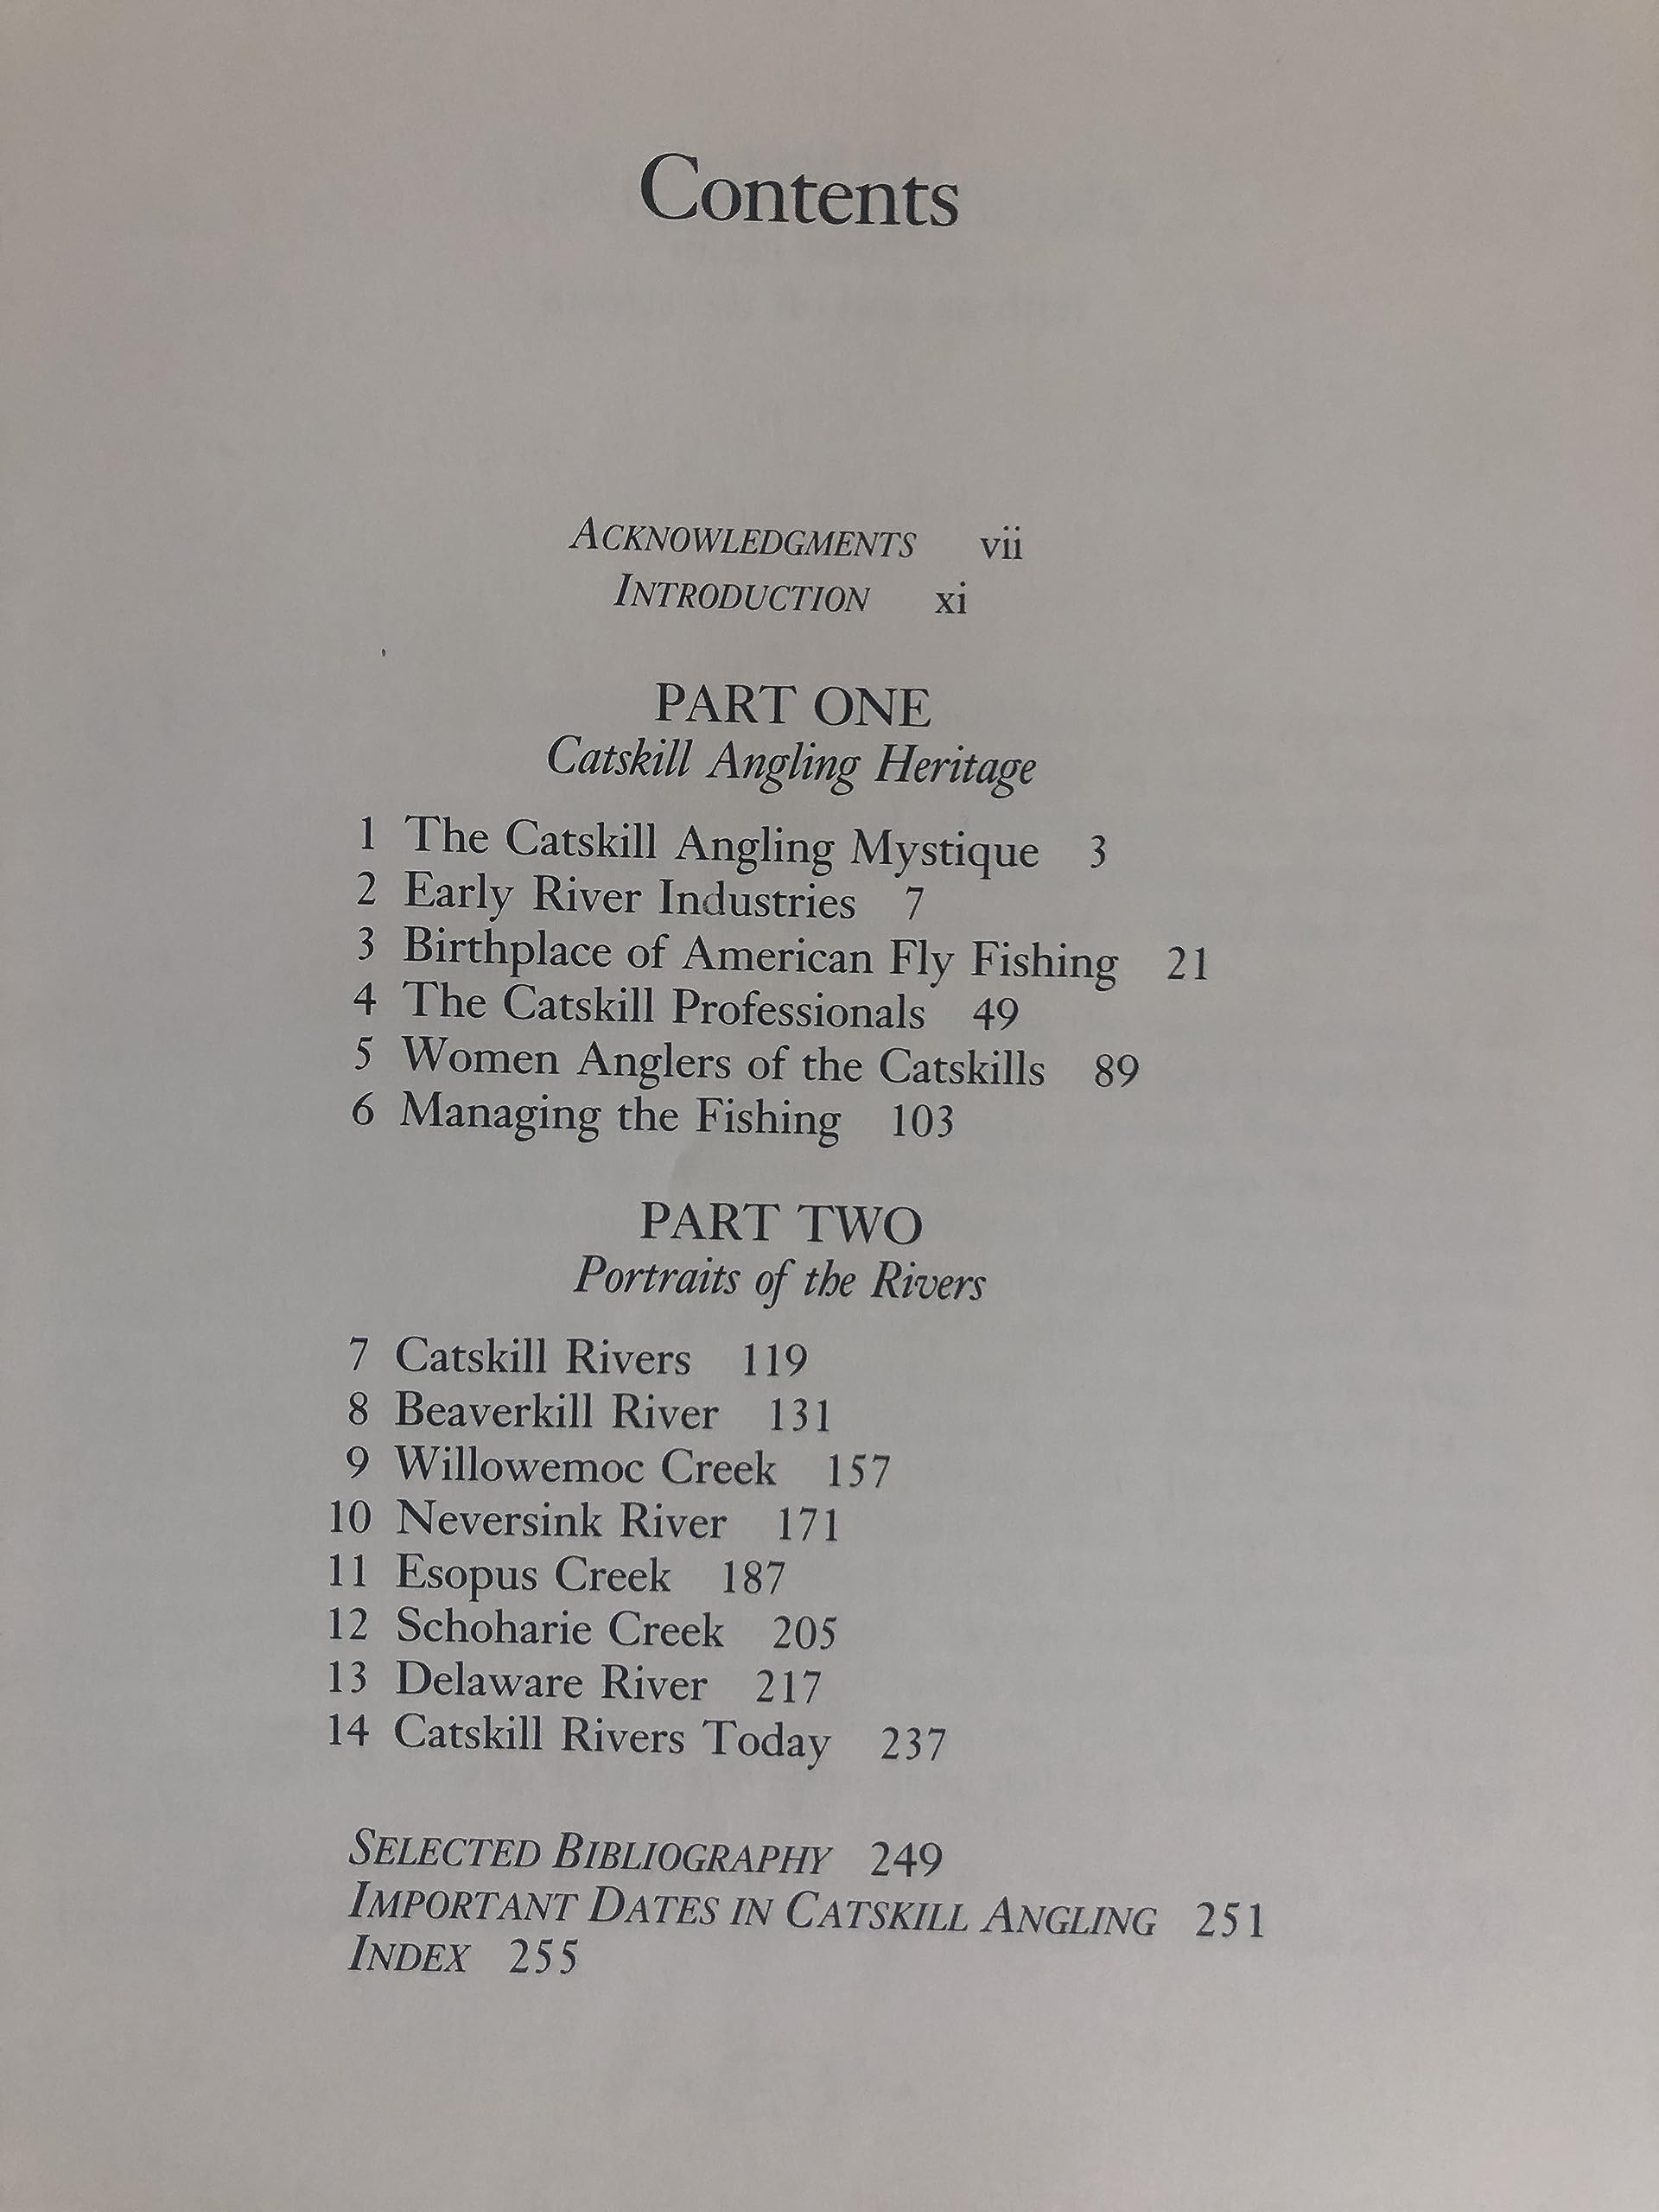 Contents
ACKNOWLEDGMENTS vii
INTRODUCTION xi
PART ONE
Catskill Angling Heritage
1 The Catskill Angling Mystique 3
2 Early River Industries 7
3 Birthplace of American Fly Fishing 21
4 The Catskill Professionals 49
5 Women Anglers of the Catskills 89
6 Managing the Fishing 103
PART TWO
Portraits of the Rivers
7 Catskill Rivers 119
8 Beaverkill River 131
9 Willowemoc Creek 157
10 Neversink River 171
11 Esopus Creek 187
12 Schoharie Creek 205
13 Delaware River 217
14 Catskill Rivers Today 237
SELECTED BIBLIOGRAPHY 249
IMPORTANT DATES IN CATSKILL ANGLING 251
INDEX 255